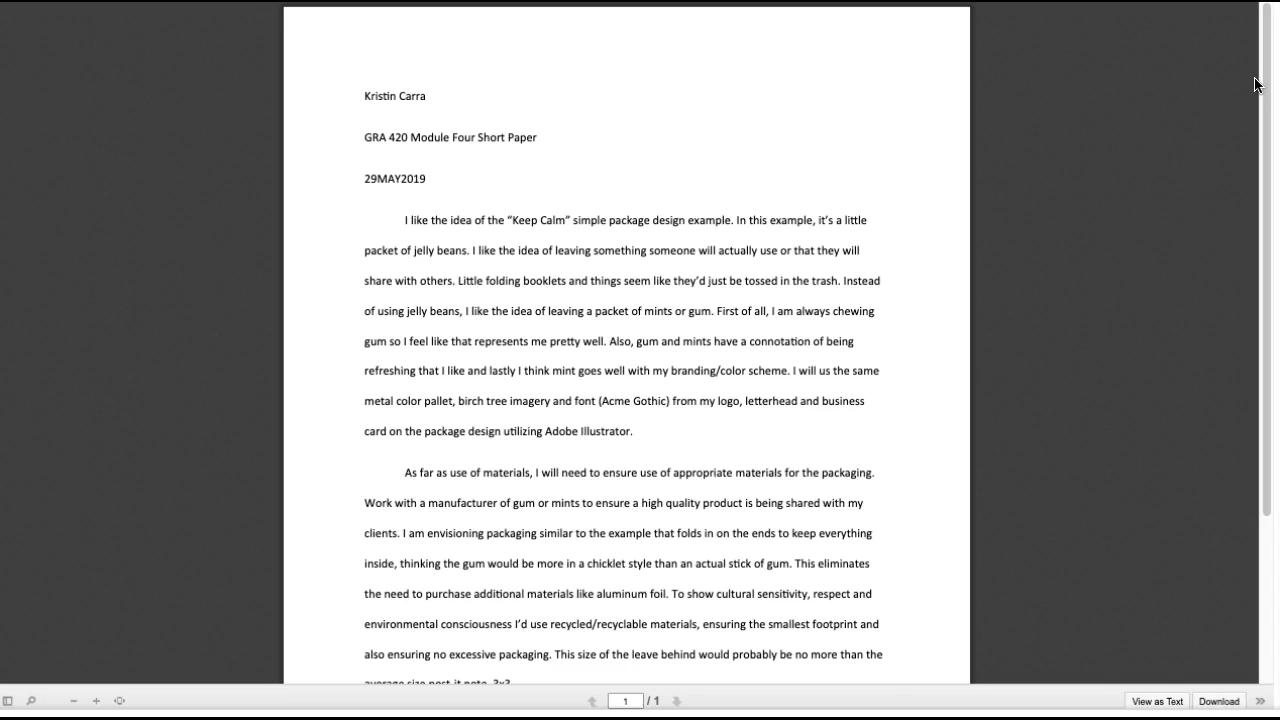 Kristin Carra
GRA 420 Module Four Short Paper
29MAY2019
I like the idea of the “Keep Calm” simple package design example. In this example, it’s a little
packet of jelly beans. I like the idea of leaving something someone will actually use or that they will
share with others. Little folding booklets and things seem like they’d just be tossed in the trash. Instead
of using jelly beans, I like the idea of leaving a packet of mints or gum. First of all, I am always chewing
gum so I feel like that represents me pretty well. Also, gum and mints have a connotation of being
refreshing that I like and lastly I think mint goes well with my branding/color scheme. I will us the same
metal color pallet, birch tree imagery and font (Acme Gothic) from my logo, letterhead and business
card on the package design utilizing Adobe Illustrator.
As far as use of materials, I will need to ensure use of appropriate materials for the packaging.
Work with a manufacturer of gum or mints to ensure a high quality product is being shared with my
clients. I am envisioning packaging similar to the example that folds in on the ends to keep everything
inside, thinking the gum would be more in a chicklet style than an actual stick of gum. This eliminates
the need to purchase additional materials like aluminum foil. To show cultural sensitivity, respect and
environmental consciousness I’d use recycled/recyclable materials, ensuring the smallest footprint and
also ensuring no excessive packaging. This size of the leave behind would probably be no more than the
average size post-it note, 3x3
1 / 1
View as Text
Download